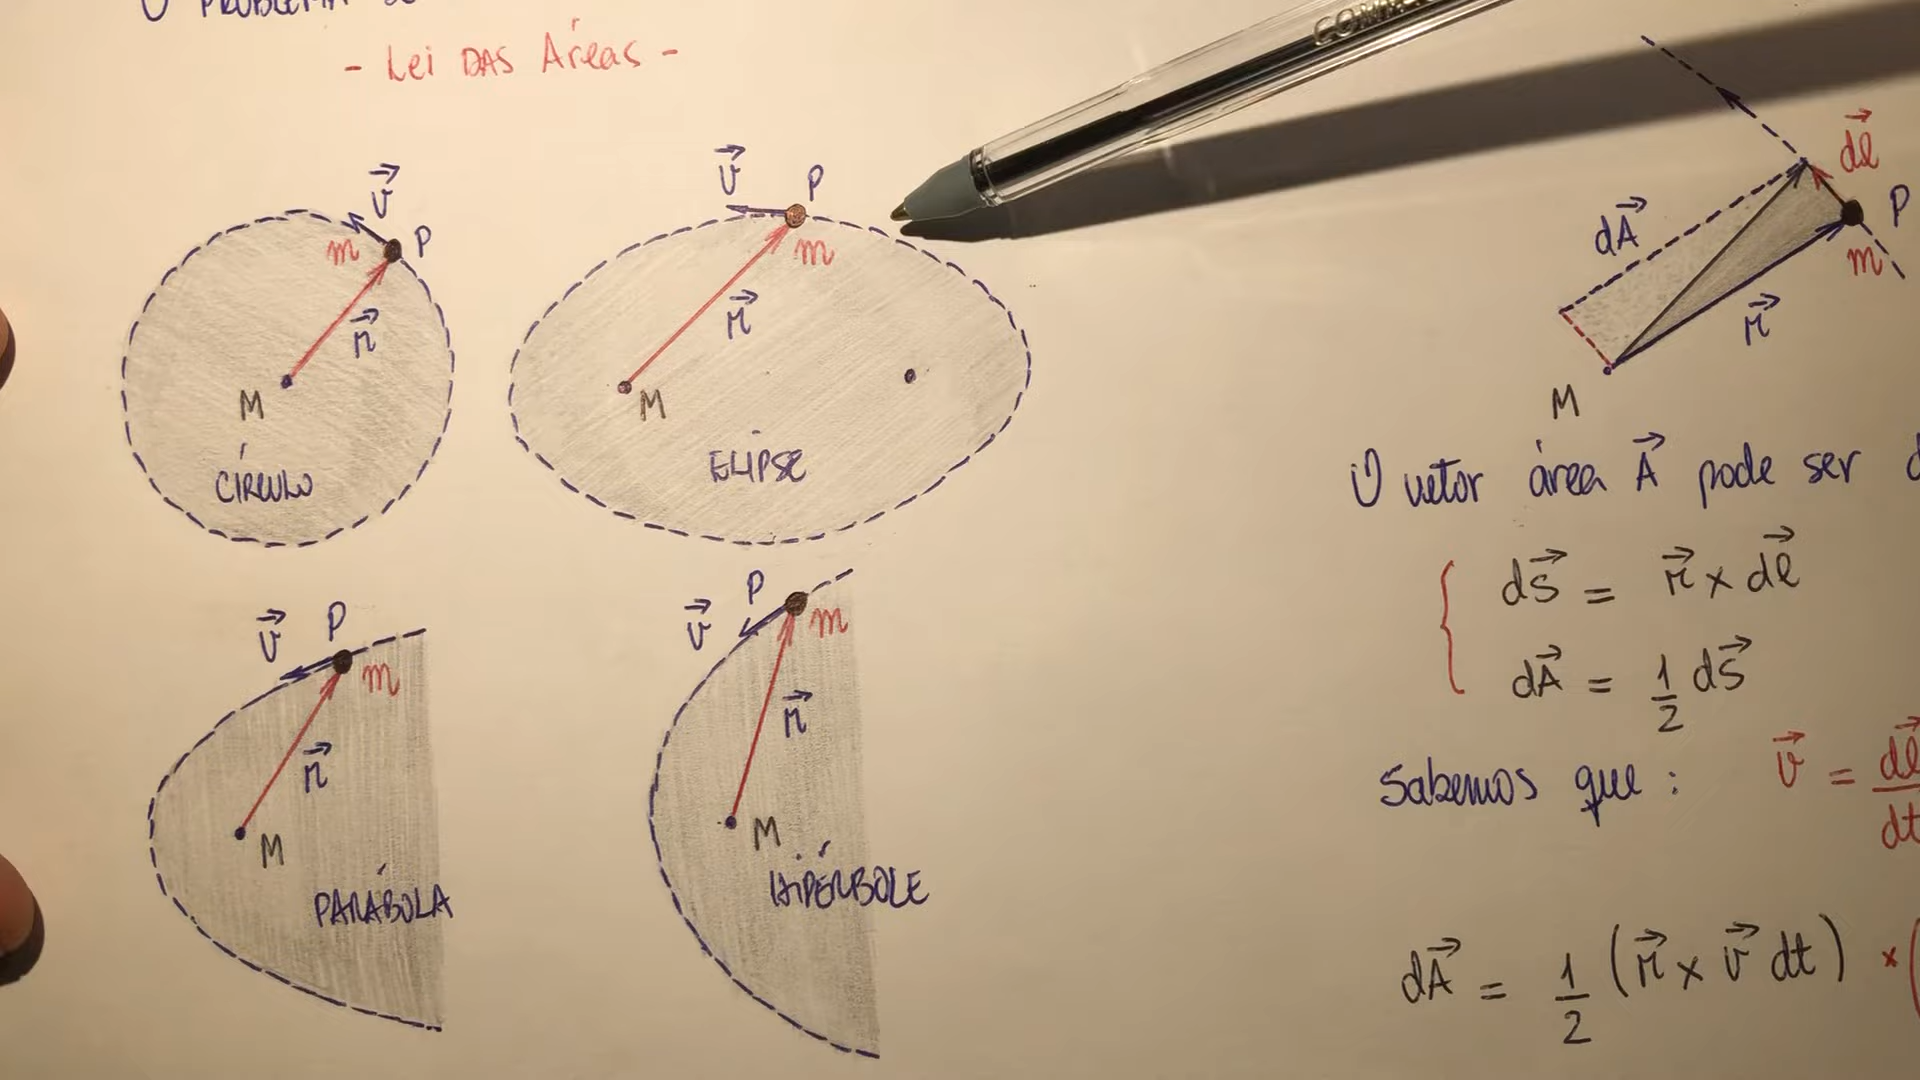 O PROBLEMA
- Lei DAS Áreas -
v⃗
P
m
r⃗
M
CÍRCULO
v⃗
P
m
r⃗
M
ELIPSE
v⃗
P
m
r⃗
M
PARÁBOLA
v⃗
P
m
r⃗
M
HIPÉRBOLE
dl⃗
P
dA⃗
m
r⃗
M
O vetor área A⃗ pode ser
dS⃗ = r⃗ × dl⃗
dA⃗ = 1/2 dS⃗
Sabemos que : v⃗ = dl⃗/dt
dA⃗ = 1/2 (r⃗ × v⃗ dt) × (